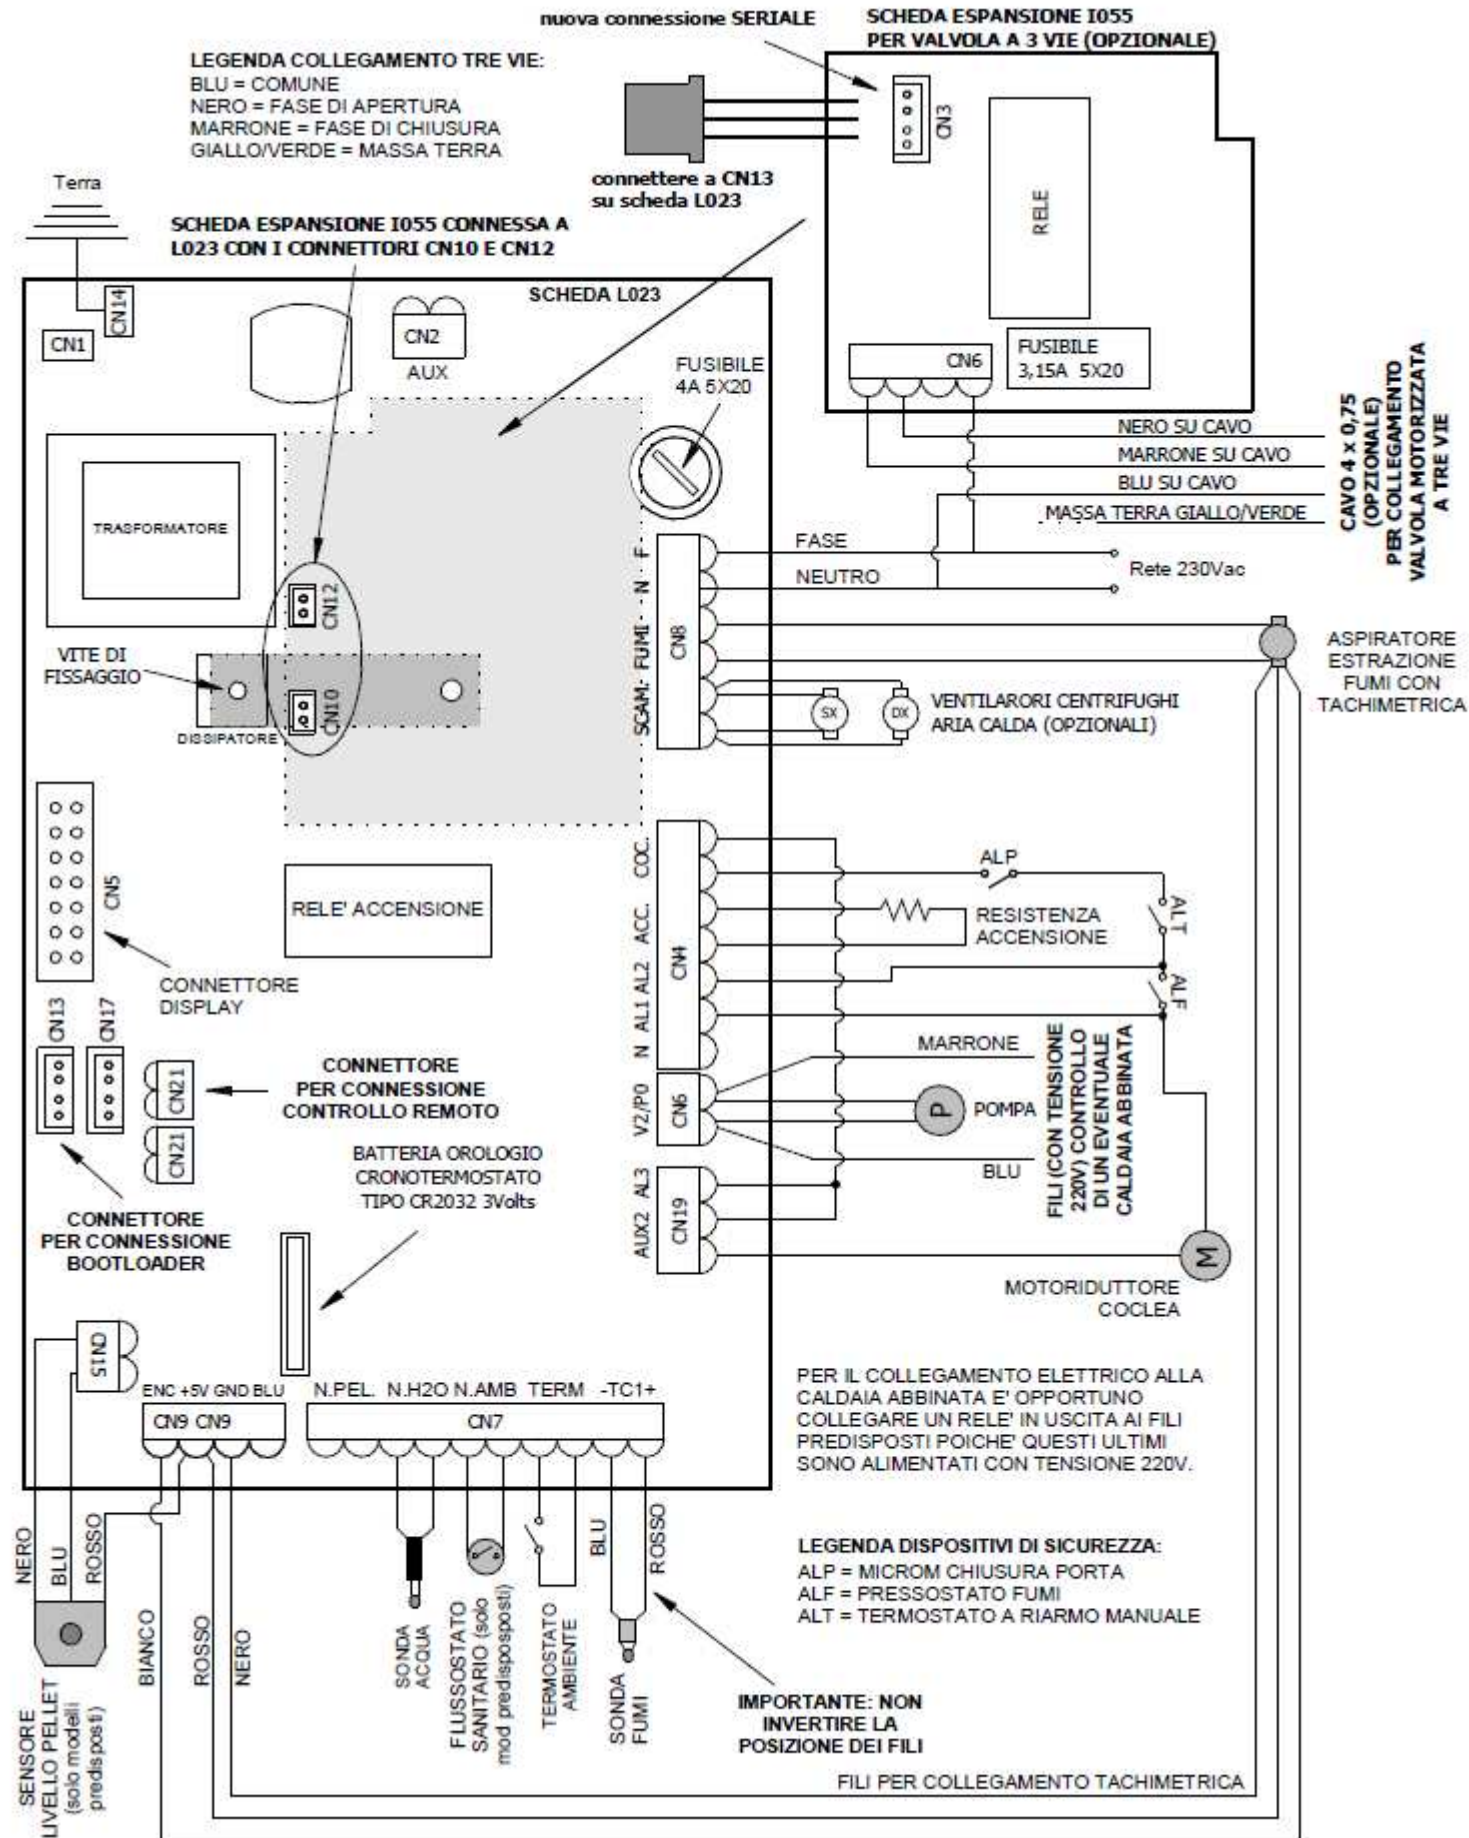 nuova connessione SERIALE
SCHEDA ESPANSIONE I055
PER VALVOLA A 3 VIE (OPZIONALE)
LEGENDA COLLEGAMENTO TRE VIE:
BLU = COMUNE
NERO = FASE DI APERTURA
MARRONE = FASE DI CHIUSURA
GIALLO/VERDE = MASSA TERRA
CN3
RELE
connettere a CN13
su scheda L023
Terra
SCHEDA ESPANSIONE I055 CONNESSA A
L023 CON I CONNETTORI CN10 E CN12
SCHEDA L023
CN14
CN1
CN2
AUX
FUSIBILE
4A 5X20
CN6
FUSIBILE
3,15A 5X20
NERO SU CAVO
MARRONE SU CAVO
BLU SU CAVO
MASSA TERRA GIALLO/VERDE
CAVO 4 x 0,75
(OPZIONALE)
PER COLLEGAMENTO
VALVOLA MOTORIZZATA
A TRE VIE
TRASFORMATORE
FASE
NEUTRO
Rete 230Vac
F
N
FUMI
SCAM.
CN8
CN12
CN10
VITE DI
FISSAGGIO
DISSIPATORE
ASPIRATORE
ESTRAZIONE
FUMI CON
TACHIMETRICA
SX
DX
VENTILARORI CENTRIFUGHI
ARIA CALDA (OPZIONALI)
CN5
RELE' ACCENSIONE
CONNETTORE
DISPLAY
COC.
ACC.
AL2
AL1
N
CN4
ALP
RESISTENZA
ACCENSIONE
ALT
ALF
CN13
CN17
CN21
CN21
CONNETTORE
PER CONNESSIONE
CONTROLLO REMOTO
MARRONE
V2/P0
CN6
P
POMPA
BLU
FILI (CON TENSIONE
220V) CONTROLLO
DI UN EVENTUALE
CALDAIA ABBINATA
BATTERIA OROLOGIO
CRONOTERMOSTATO
TIPO CR2032 3Volts
AL3
AUX2
CN19
CONNETTORE
PER CONNESSIONE
BOOTLOADER
M
MOTORIDUTTORE
COCLEA
CN15
ENC +5V GND BLU
CN9 CN9
N.PEL. N.H2O N.AMB TERM -TC1+
CN7
PER IL COLLEGAMENTO ELETTRICO ALLA
CALDAIA ABBINATA E' OPPORTUNO
COLLEGARE UN RELE' IN USCITA AI FILI
PREDISPOSTI POICHE' QUESTI ULTIMI
SONO ALIMENTATI CON TENSIONE 220V.
NERO
BLU
ROSSO
BLU
ROSSO
LEGENDA DISPOSITIVI DI SICUREZZA:
ALP = MICROM CHIUSURA PORTA
ALF = PRESSOSTATO FUMI
ALT = TERMOSTATO A RIARMO MANUALE
BIANCO
ROSSO
NERO
SONDA
ACQUA
FLUSSOSTATO
SANITARIO (solo
mod predispoposti)
TERMOSTATO
AMBIENTE
SONDA
FUMI
SENSORE
LIVELLO PELLET
(solo modelli
predisposti)
IMPORTANTE: NON
INVERTIRE LA
POSIZIONE DEI FILI
FILI PER COLLEGAMENTO TACHIMETRICA